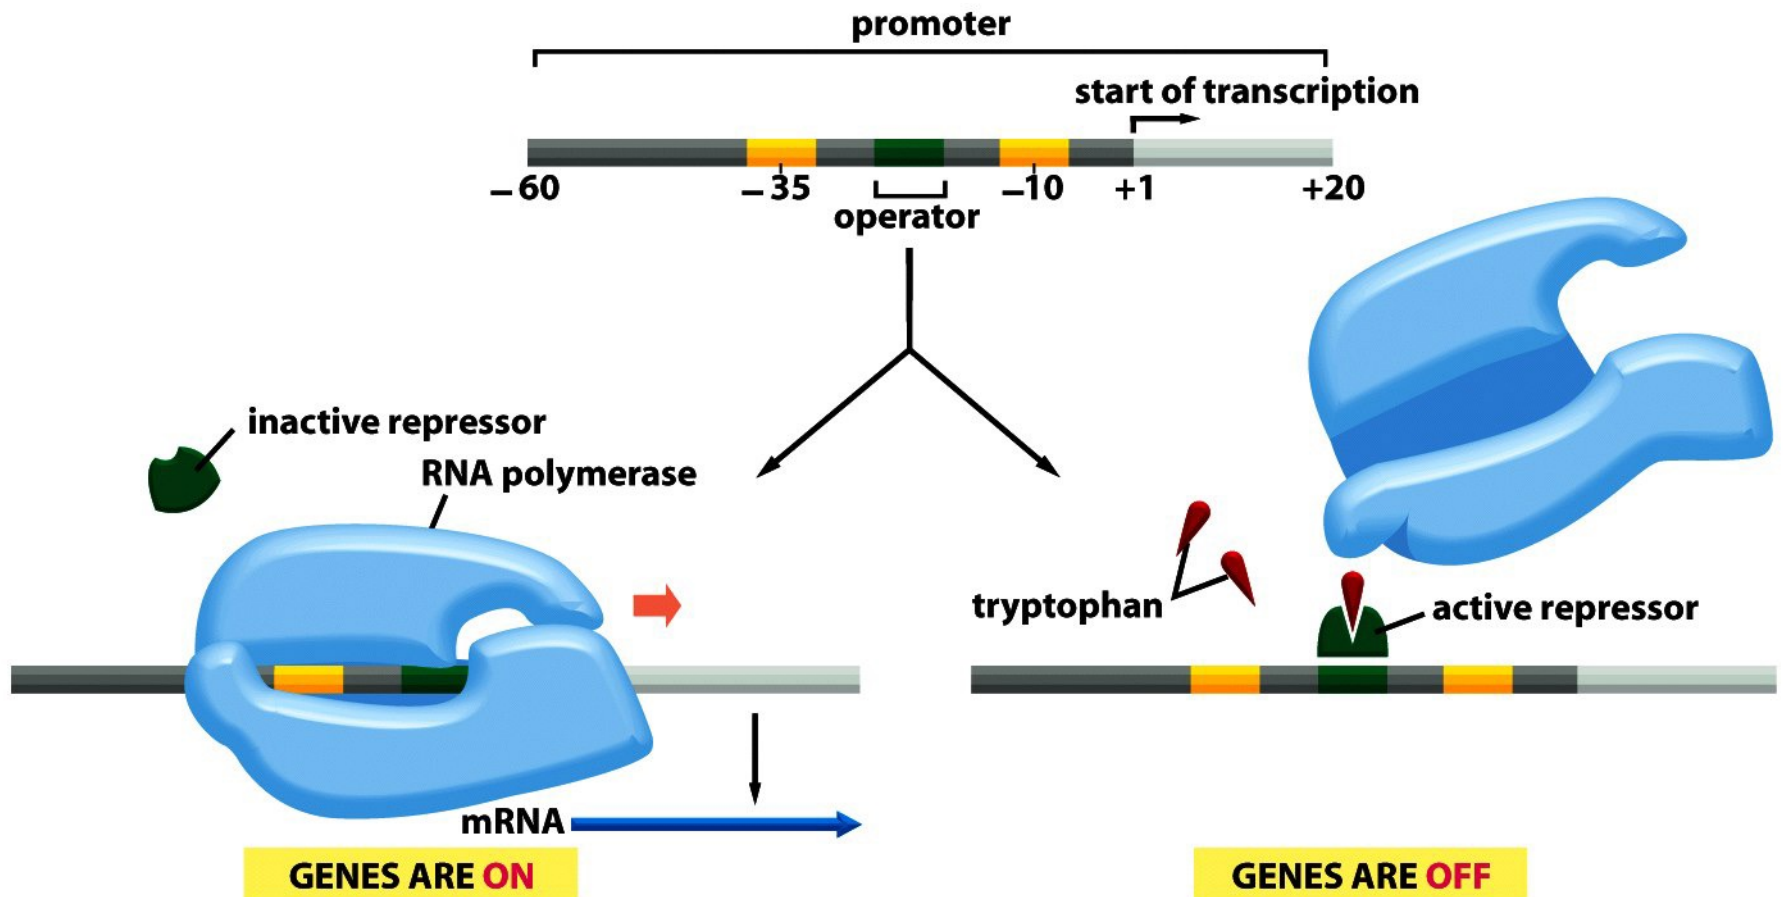 promoter
start of transcription
–60
–35
–10
+1
+20
operator
inactive repressor
RNA polymerase
tryptophan
active repressor
mRNA
GENES ARE ON
GENES ARE OFF